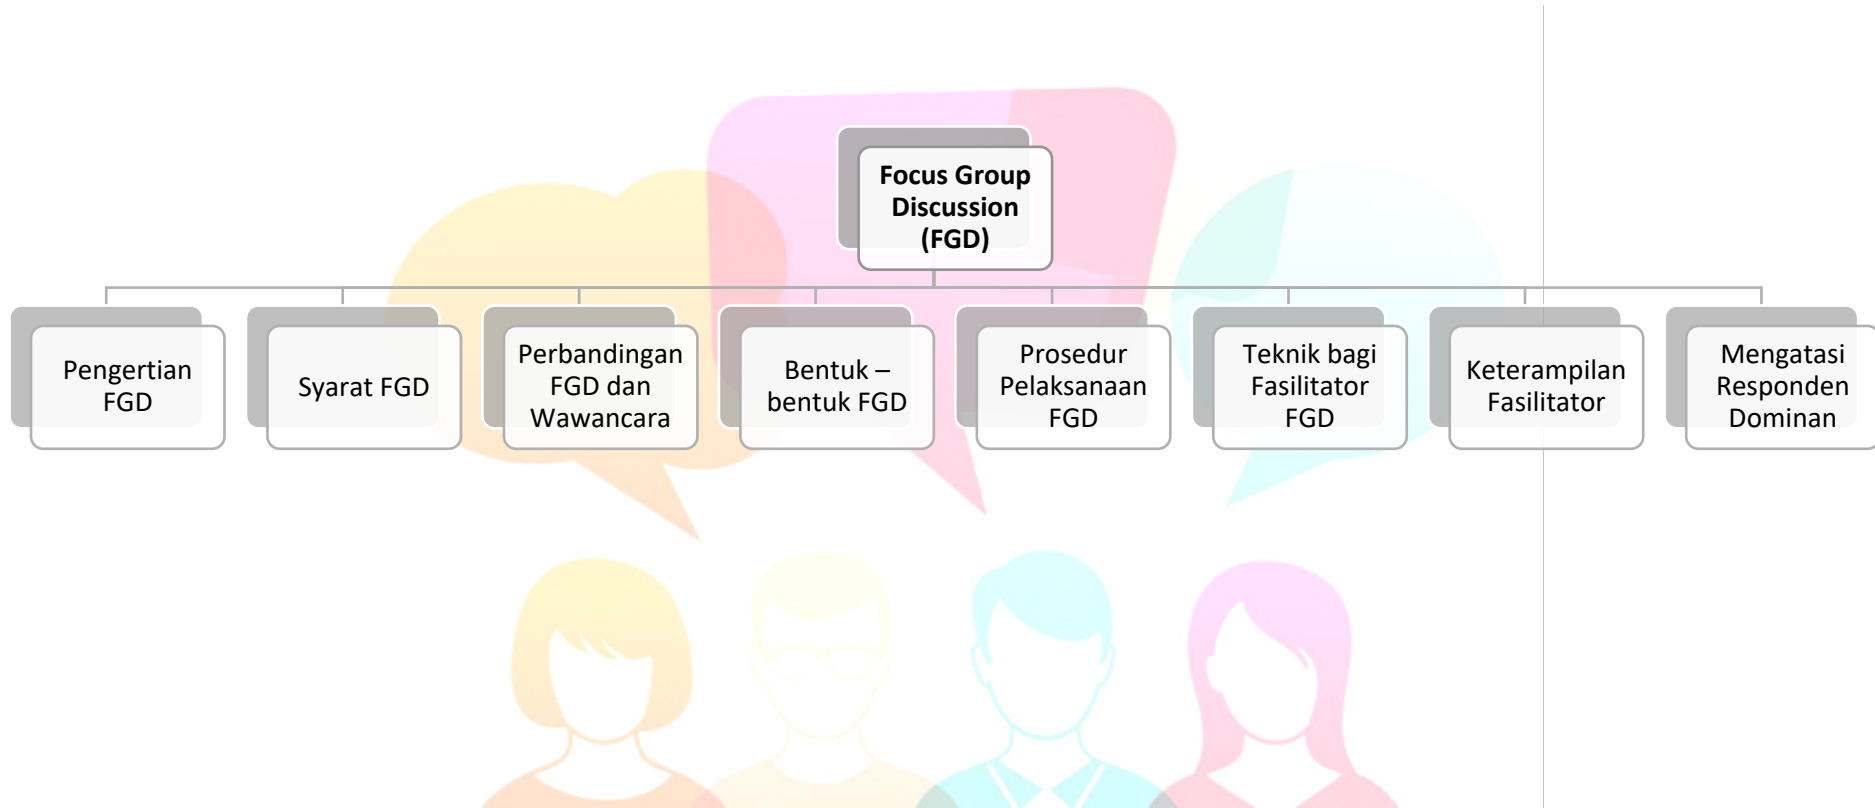 Focus Group
Discussion
(FGD)
Pengertian
FGD
Syarat FGD
Perbandingan
FGD dan
Wawancara
Bentuk –
bentuk FGD
Prosedur
Pelaksanaan
FGD
Teknik bagi
Fasilitator
FGD
Keterampilan
Fasilitator
Mengatasi
Responden
Dominan